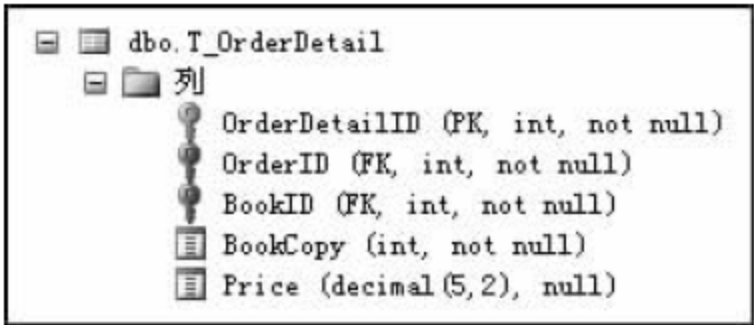 dbo.T_OrderDetail
列
OrderDetailID (PK, int, not null)
OrderID (FK, int, not null)
BookID (FK, int, not null)
BookCopy (int, not null)
Price (decimal(5,2), null)